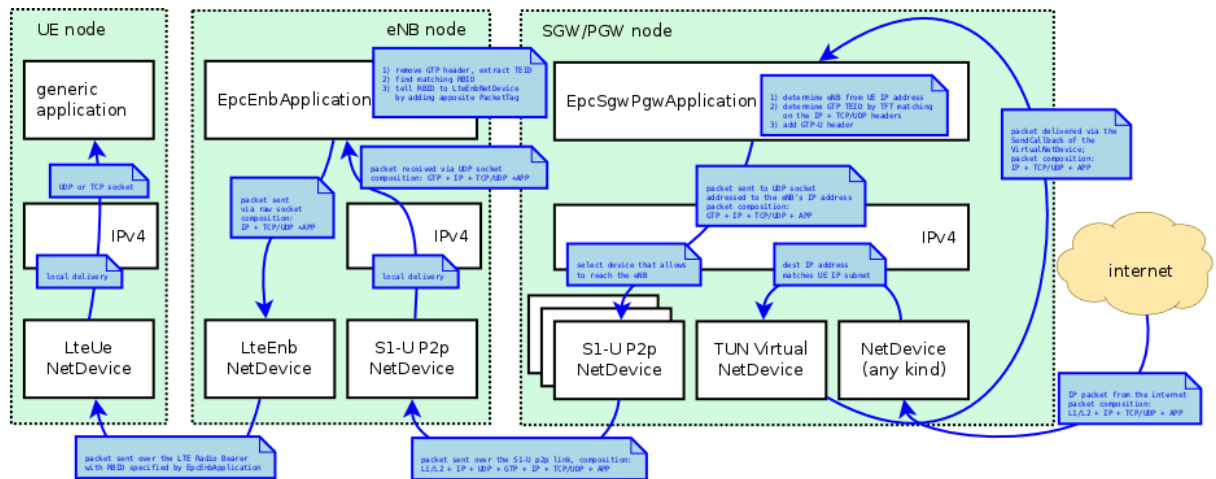 UE node
generic
application
UDP or TCP socket
IPv4
local delivery
LteUe
NetDevice
packet sent over the LTE Radio Bearer
with RBID specified by EpcEnbApplication
eNB node
EpcEnbApplication
1) remove GTP header, extract TEID
2) find matching RBID
3) tell RBID to LteEnbNetDevice
by adding apposite PacketTag
packet received via UDP socket
composition: GTP + IP + TCP/UDP +APP
packet sent
via raw socket
composition:
IP + TCP/UDP +APP
IPv4
local delivery
LteEnb
NetDevice
S1-U P2p
NetDevice
packet sent over the S1-U p2p link, composition:
L1/L2 + IP + UDP + GTP + IP + TCP/UDP + APP
SGW/PGW node
EpcSgwPgwApplication
1) determine eNB from UE IP address
2) determine GTP TEID by TFT matching
on the IP + TCP/UDP headers
3) add GTP-U header
packet sent to UDP socket
addressed to the eNB's IP address
packet composition:
GTP + IP + TCP/UDP + APP
IPv4
select device that allows
to reach the eNB
dest IP address
matches UE IP subnet
S1-U P2p
NetDevice
TUN Virtual
NetDevice
NetDevice
(any kind)
packet delivered via the
SendCallback of the
VirtualNetDevice;
packet composition:
IP + TCP/UDP + APP
internet
IP packet from the internet
packet composition:
L1/L2 + IP + TCP/UDP + APP